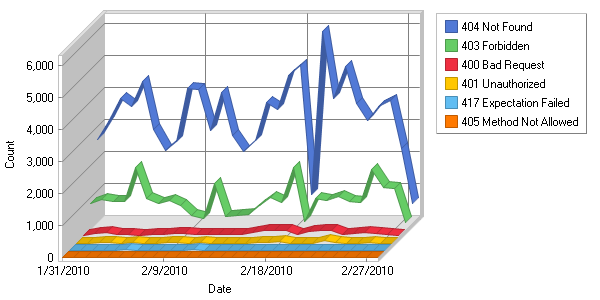 404 Not Found
403 Forbidden
400 Bad Request
401 Unauthorized
417 Expectation Failed
405 Method Not Allowed
Count
6,000
5,000
4,000
3,000
2,000
1,000
0
1/31/2010 2/9/2010 2/18/2010 2/27/2010
Date